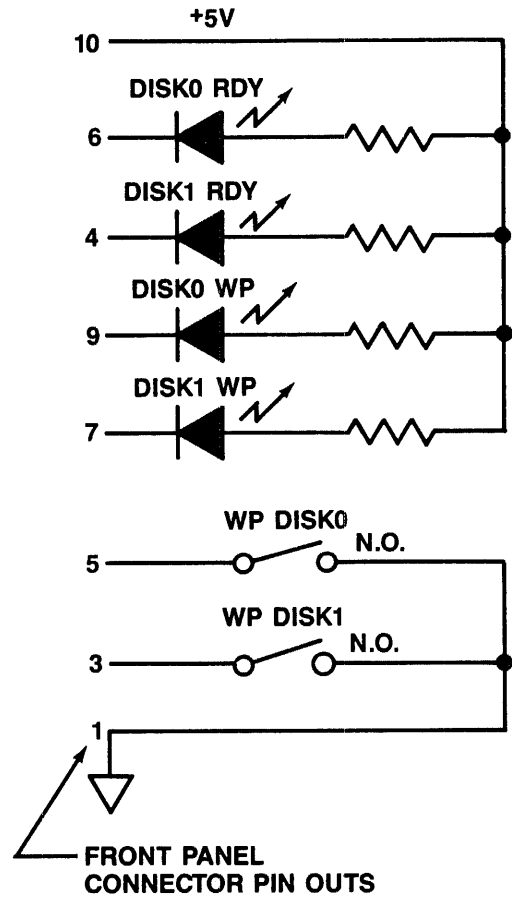 +5V
10
DISK0 RDY
6
DISK1 RDY
4
DISK0 WP
9
DISK1 WP
7
WP DISK0
N.O.
5
WP DISK1
N.O.
3
1
FRONT PANEL
CONNECTOR PIN OUTS